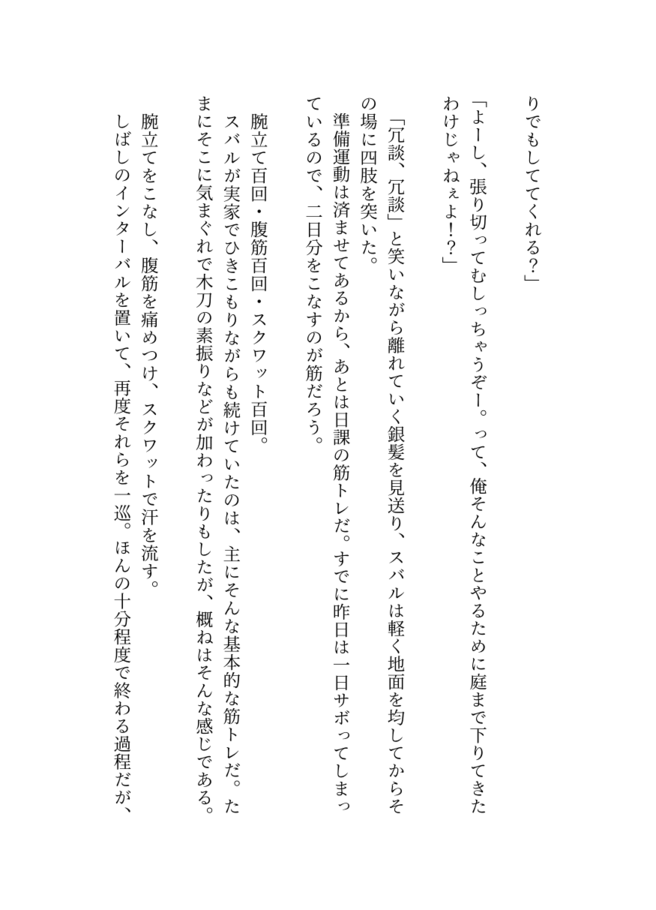 りでもしててくれる？」
「よーし、張り切ってむしっちゃうぞー。って、俺そんなことやるために庭まで下りてきた
わけじゃねぇよ！？」
「冗談、冗談」と笑いながら離れていく銀髪を見送り、スバルは軽く地面を均してからそ
の場に四肢を突いた。
準備運動は済ませてあるから、あとは日課の筋トレだ。すでに昨日は一日サボってしまっ
ているので、二日分をこなすのが筋だろう。
腕立て百回・腹筋百回・スクワット百回。
スバルが実家でひきこもりながらも続けていたのは、主にそんな基本的な筋トレだ。た
まにそこに気まぐれで木刀の素振りなどが加わったりもしたが、概ねはそんな感じである。
腕立てをこなし、腹筋を痛めつけ、スクワットで汗を流す。
しばしのインターバルを置いて、再度それらを一巡。ほんの十分程度で終わる過程だが、